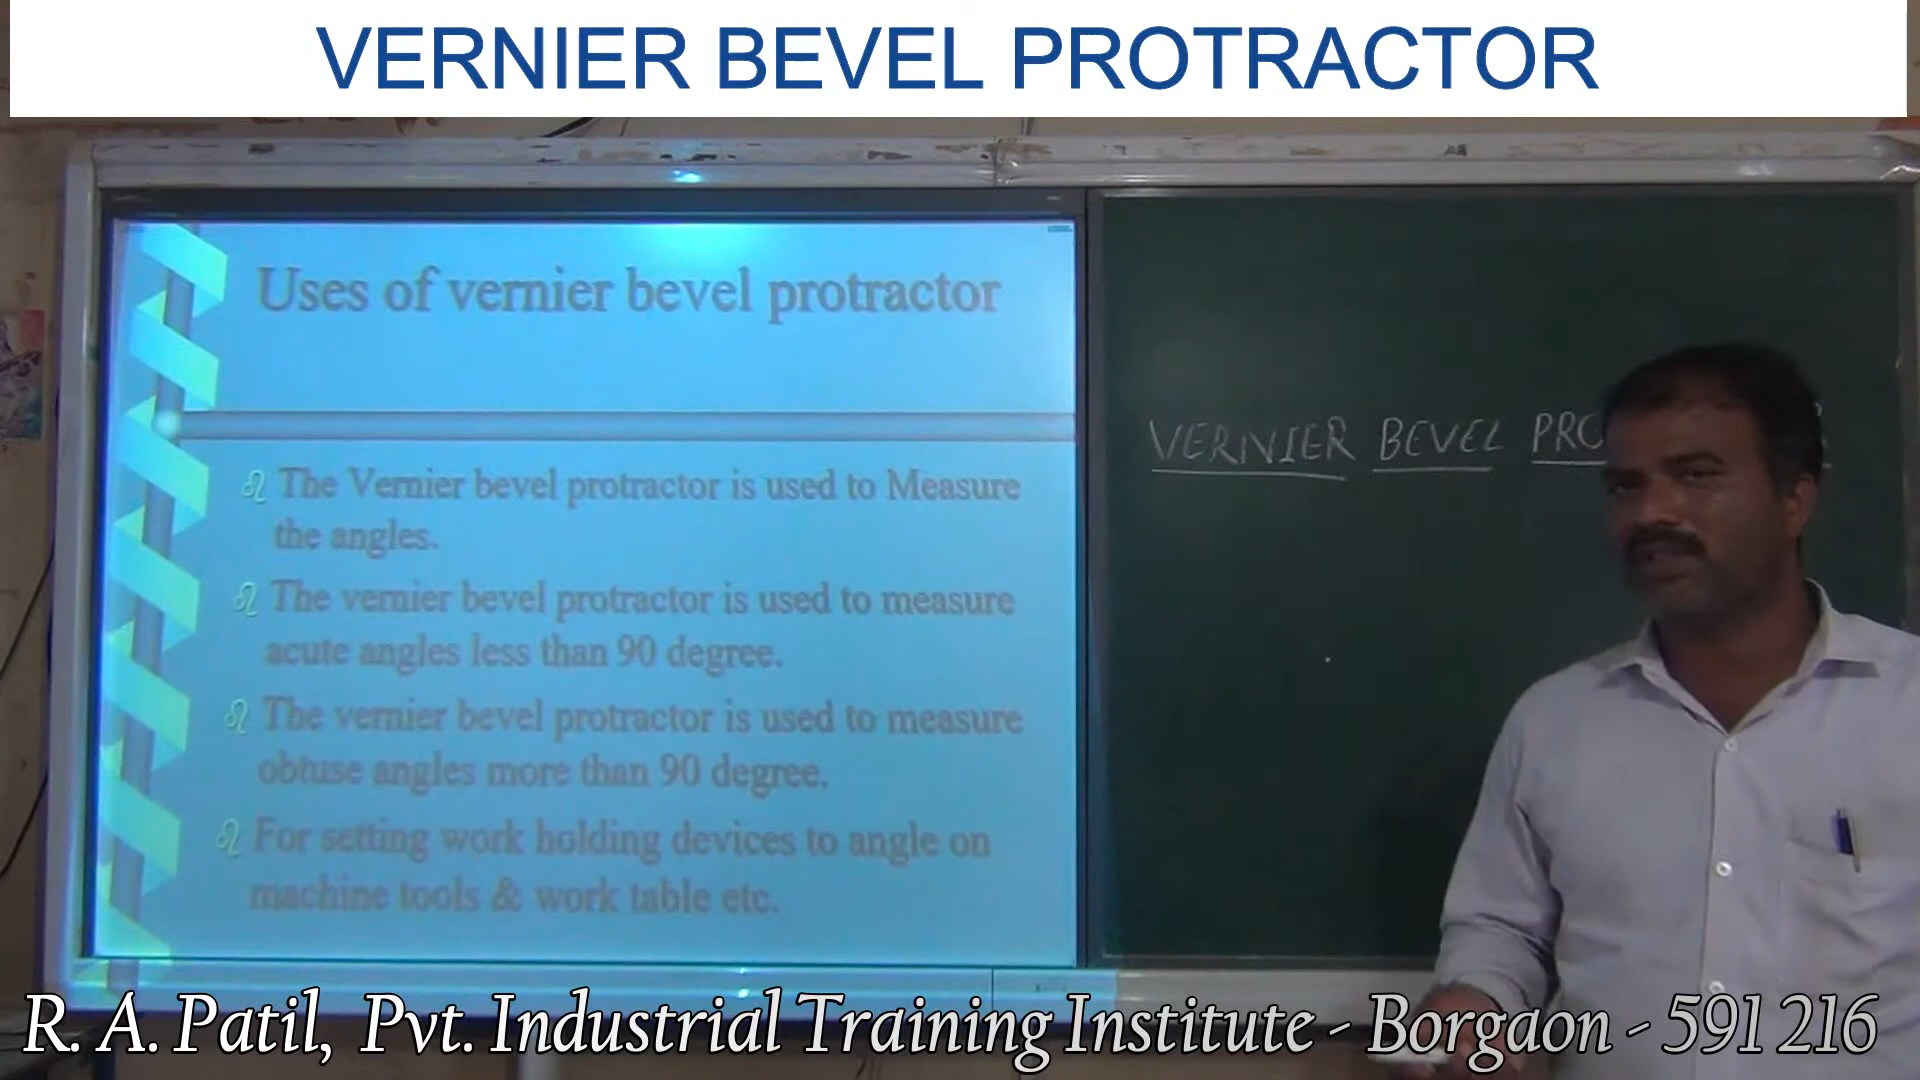 VERNIER BEVEL PROTRACTOR
Uses of vernier bevel protractor
The Vernier bevel protractor is used to Measure
the angles.
The vernier bevel protractor is used to measure
acute angles less than 90 degree.
The vernier bevel protractor is used to measure
obtuse angles more than 90 degree.
For setting work holding devices to angle on
machine tools & work table etc.
VERNIER BEVEL PRO
R. A. Patil, Pvt. Industrial Training Institute - Borgaon - 591 216